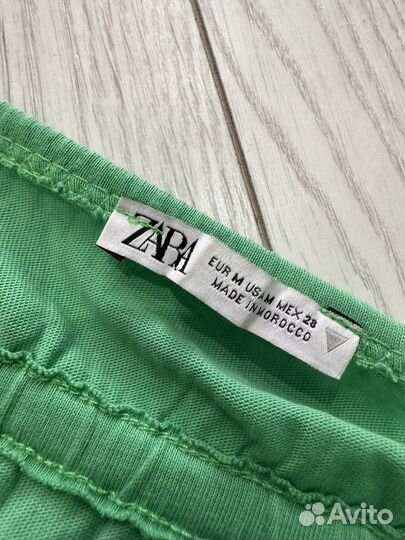 ZARA
EUR M USA M MEX 28
MADE IN MOROCCO
Avito